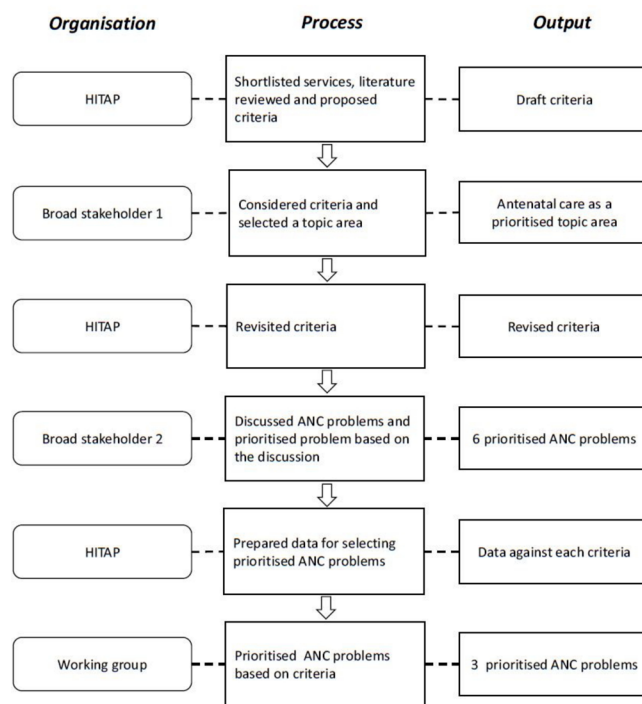 Organisation
Process
Output
HITAP
Shortlisted services, literature
reviewed and proposed
criteria
Draft criteria
Broad stakeholder 1
Considered criteria and
selected a topic area
Antenatal care as a
prioritised topic area
HITAP
Revisited criteria
Revised criteria
Broad stakeholder 2
Discussed ANC problems and
prioritised problem based on
the discussion
6 prioritised ANC problems
HITAP
Prepared data for selecting
prioritised ANC problems
Data against each criteria
Working group
Prioritised ANC problems
based on criteria
3 prioritised ANC problems